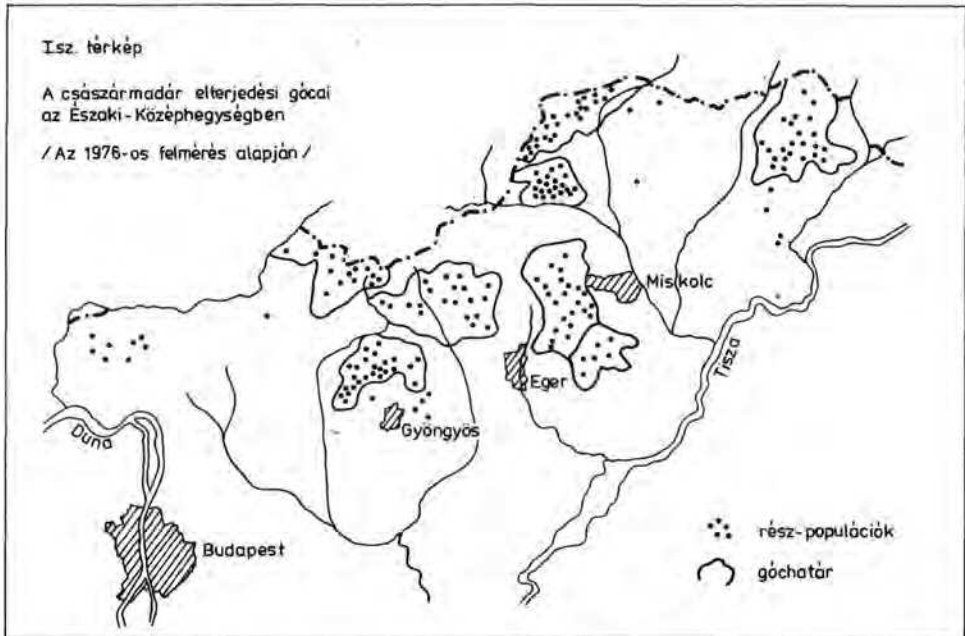 I.sz. térkép
A császármadár elterjedési gócai
az Északi-Középhegységben
/Az 1976-os felmérés alapján/
Miskolc
Tisza
Eger
Gyöngyös
Duna
Budapest
rész-populációk
góchatár